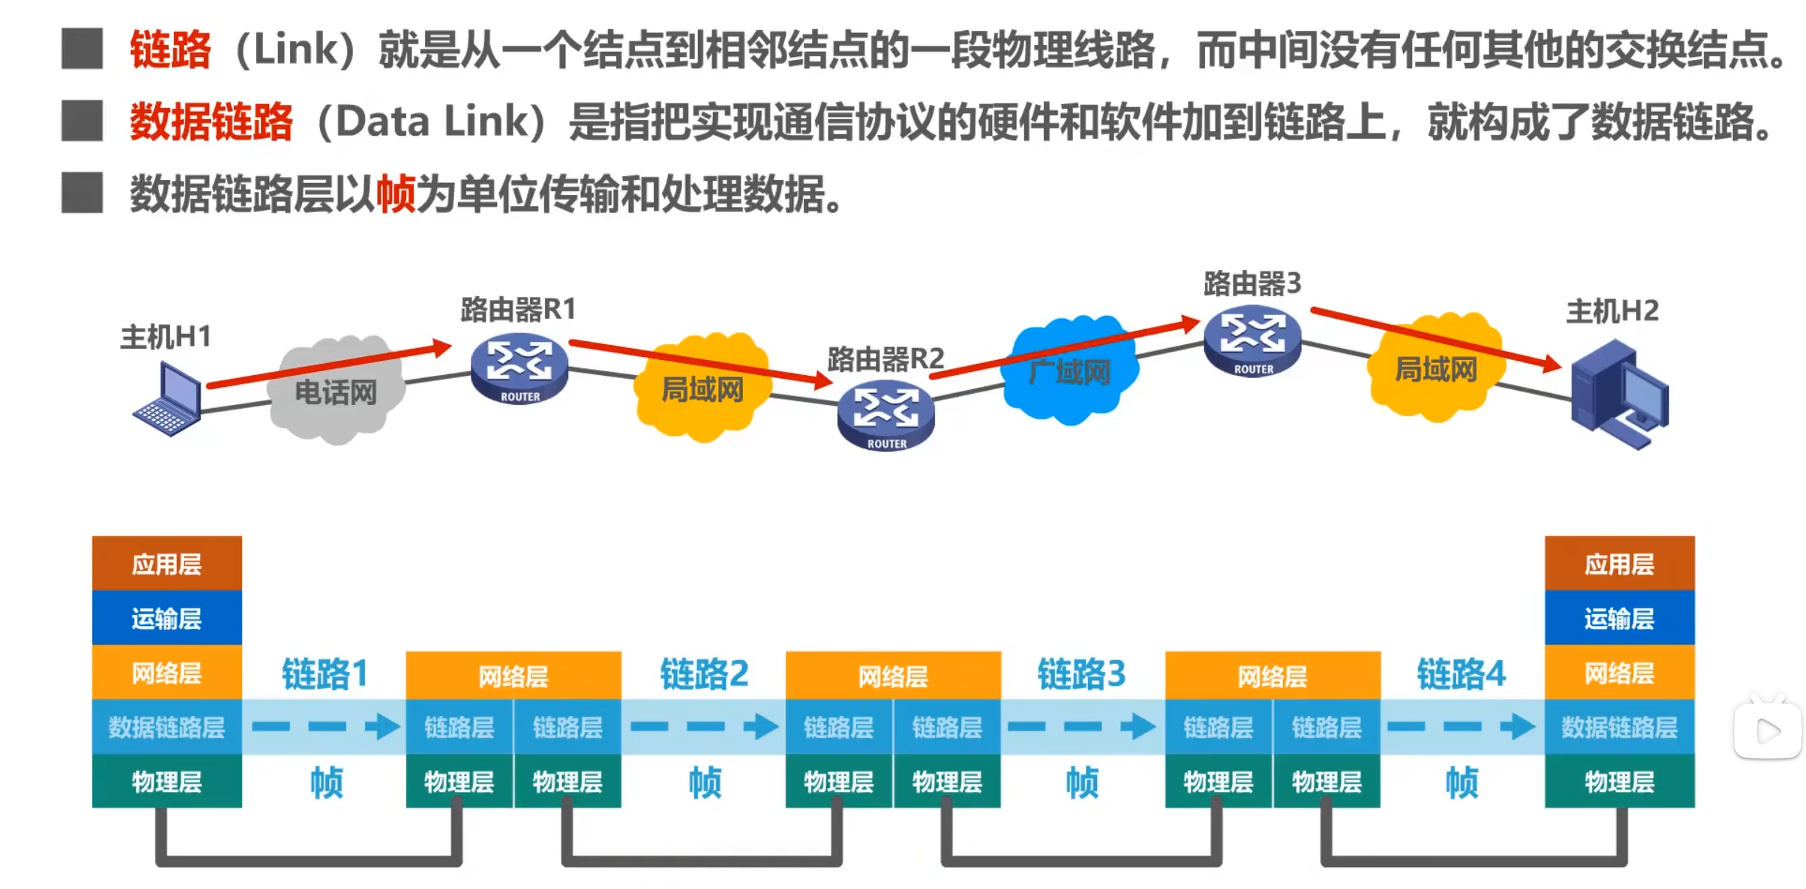 链路（Link）就是从一个结点到相邻结点的一段物理线路，而中间没有任何其他的交换结点。
数据链路（Data Link）是指把实现通信协议的硬件和软件加到链路上，就构成了数据链路。
数据链路层以帧为单位传输和处理数据。
主机H1
路由器R1
路由器R2
路由器3
主机H2
电话网
局域网
广域网
局域网
ROUTER
ROUTER
ROUTER
应用层
应用层
运输层
运输层
网络层
链路1
网络层
链路2
网络层
链路3
网络层
链路4
网络层
数据链路层
链路层
链路层
链路层
链路层
链路层
链路层
数据链路层
物理层
帧
物理层
物理层
帧
物理层
物理层
帧
物理层
物理层
帧
物理层